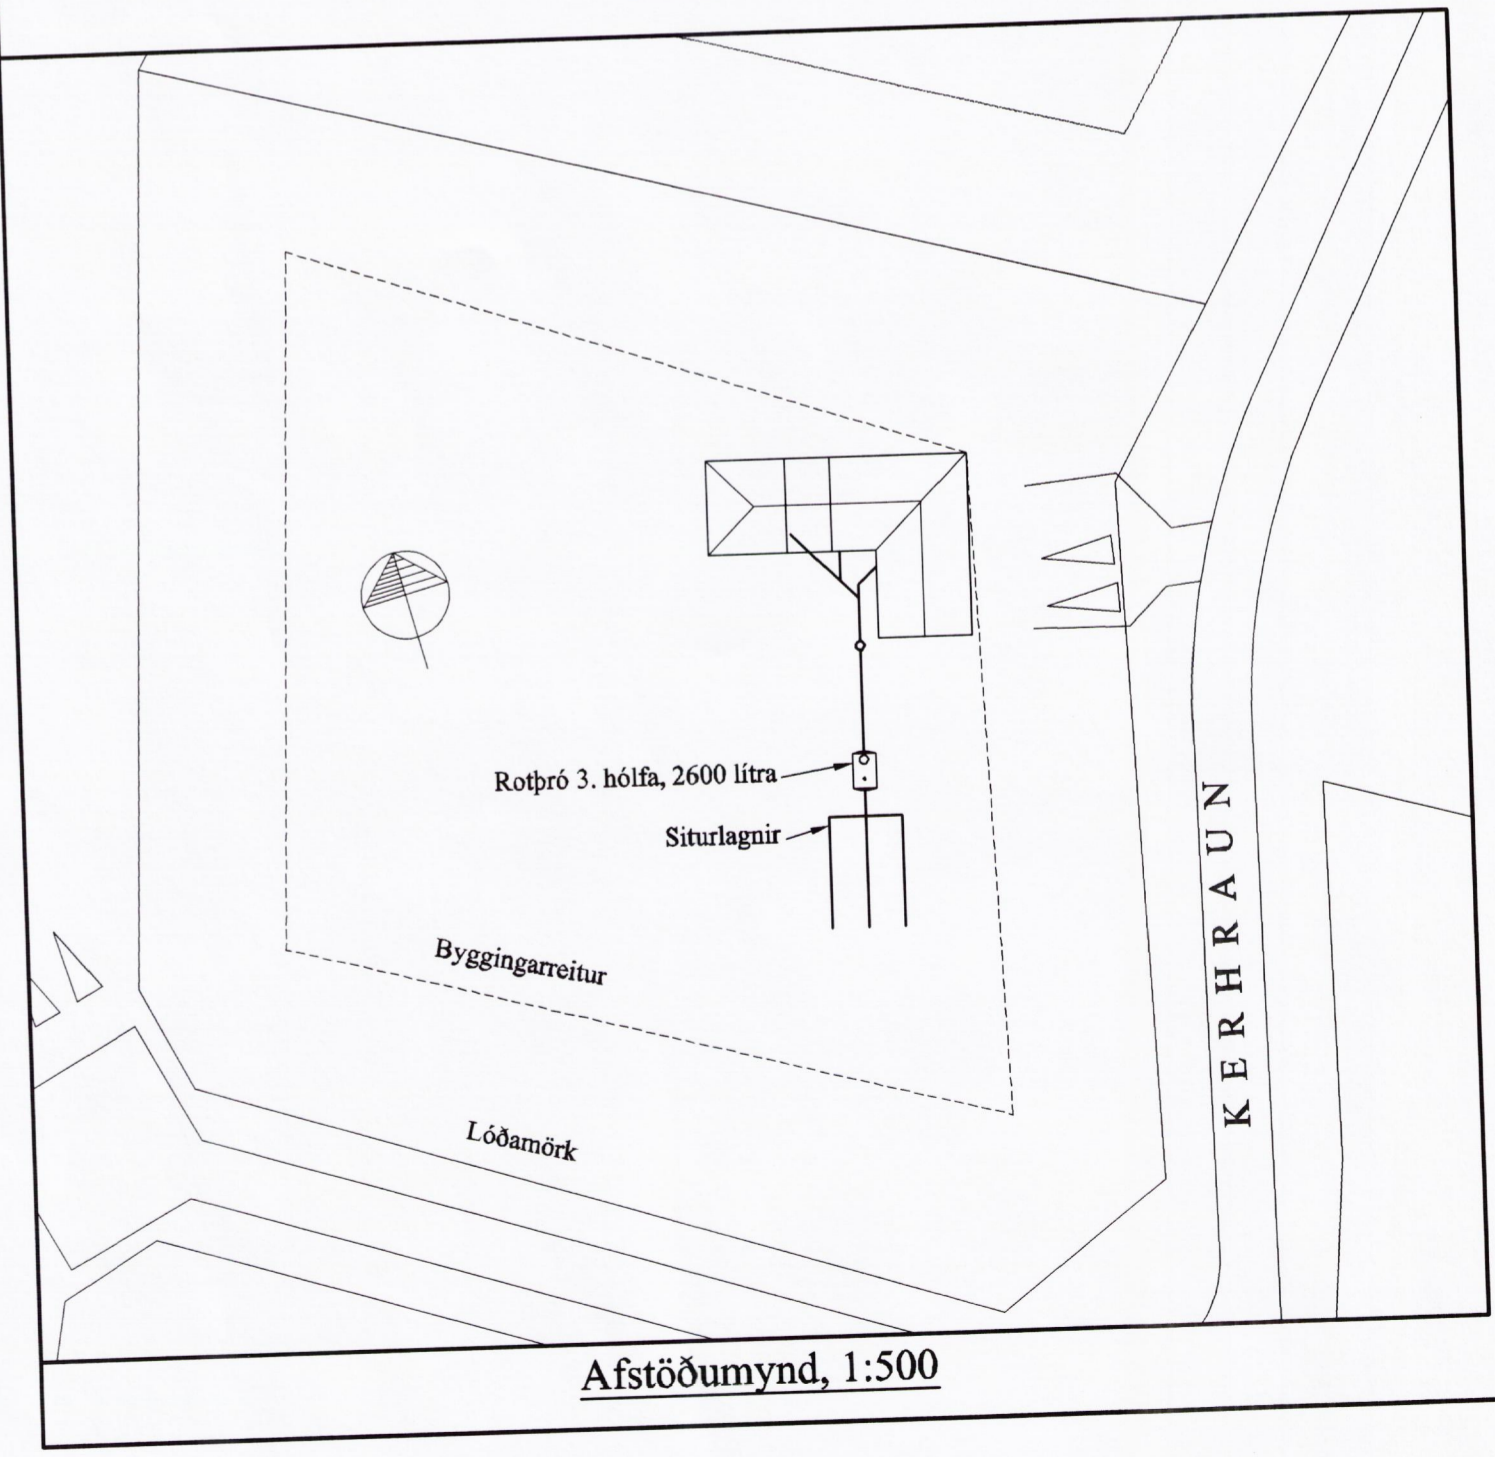 Rotþró 3. hólfa, 2600 lítra
Siturlagnir
Byggingarreitur
Lóðamörk
KERHRAUN
Afstöðumynd, 1:500